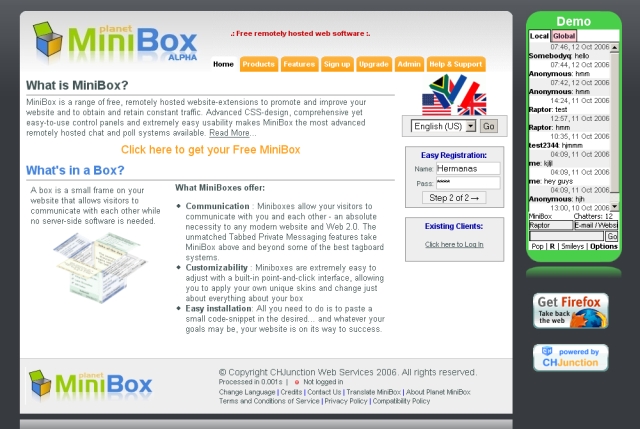 planet
MiniBox
ALPHA
.: Free remotely hosted web software :.
Home
Products
Features
Sign up
Upgrade
Admin
Help & Support
What is MiniBox?
MiniBox is a range of free, remotely hosted website-extensions to promote and improve your
website and to obtain and retain constant traffic. Advanced CSS-design, comprehensive yet
easy-to-use control panels and extremely easy usability makes MiniBox the most advanced
remotely hosted chat and poll systems available. Read More...
Click here to get your Free MiniBox
What's in a Box?
A box is a small frame on your
website that allows visitors to
communicate with each other while
no server-side software is needed.
What MiniBoxes offer:
Communication : Miniboxes allow your visitors to
communicate with you and each other - an absolute
necessity to any modern website and Web 2.0. The
unmatched Tabbed Private Messaging features take
MiniBox above and beyond some of the best tagboard
systems.
Customizability : Miniboxes are extremely easy to
adjust with a built-in point-and-click interface, allowing
you to apply your own unique skins and change just
about everything about your box
Easy installation: All you need to do is to paste a
small code-snippet in the desired... and whatever your
goals may be, your website is on its way to success.
English (US)
Go
Easy Registration:
Name: Hermanas
Pass: *****
Step 2 of 2 →
Existing Clients:
Click here to Log In
Demo
Local Global
07:46, 12 Oct 2006
Somebodyq: hello
07:44, 12 Oct 2006
Anonymous: hmm
07:42, 12 Oct 2006
Anonymous: hmm
14:24, 11 Oct 2006
Raptor: test
12:57, 11 Oct 2006
Raptor: hmm
10:35, 11 Oct 2006
test2344: hjmmm
04:09, 11 Oct 2006
me: kjljl
04:09, 11 Oct 2006
me: hey guys
04:09, 11 Oct 2006
Anonymous: hjh
13:00, 10 Oct 2006
MiniBox Chatters: 12
Raptor E-mail / Websi
Go
Pop | R | Smileys | Options
Get Firefox
Take back
the web
powered by
CHJunction
planet
MiniBox
© Copyright CHJunction Web Services 2006. All rights reserved.
Processed in 0.001s | Not logged in
Change Language | Credits | Contact Us | Translate MiniBox | About Planet MiniBox
Terms and Conditions of Service | Privacy Policy | Compatibility Policy